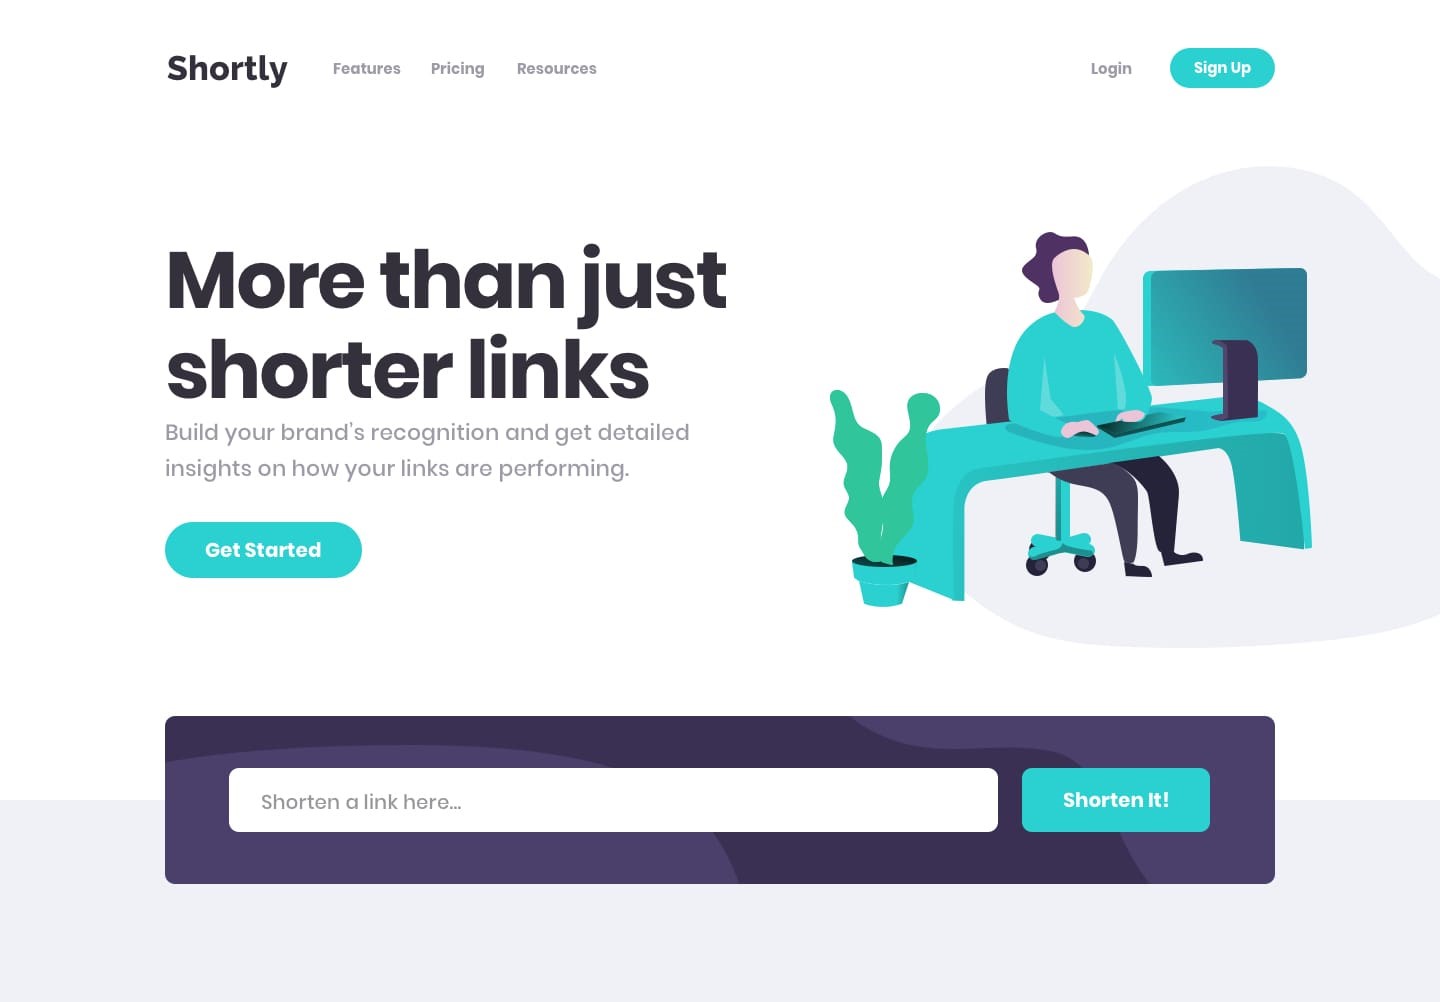 Shortly
Features
Pricing
Resources
Login
Sign Up
More than just
shorter links
Build your brand’s recognition and get detailed
insights on how your links are performing.
Get Started
Shorten a link here…
Shorten It!